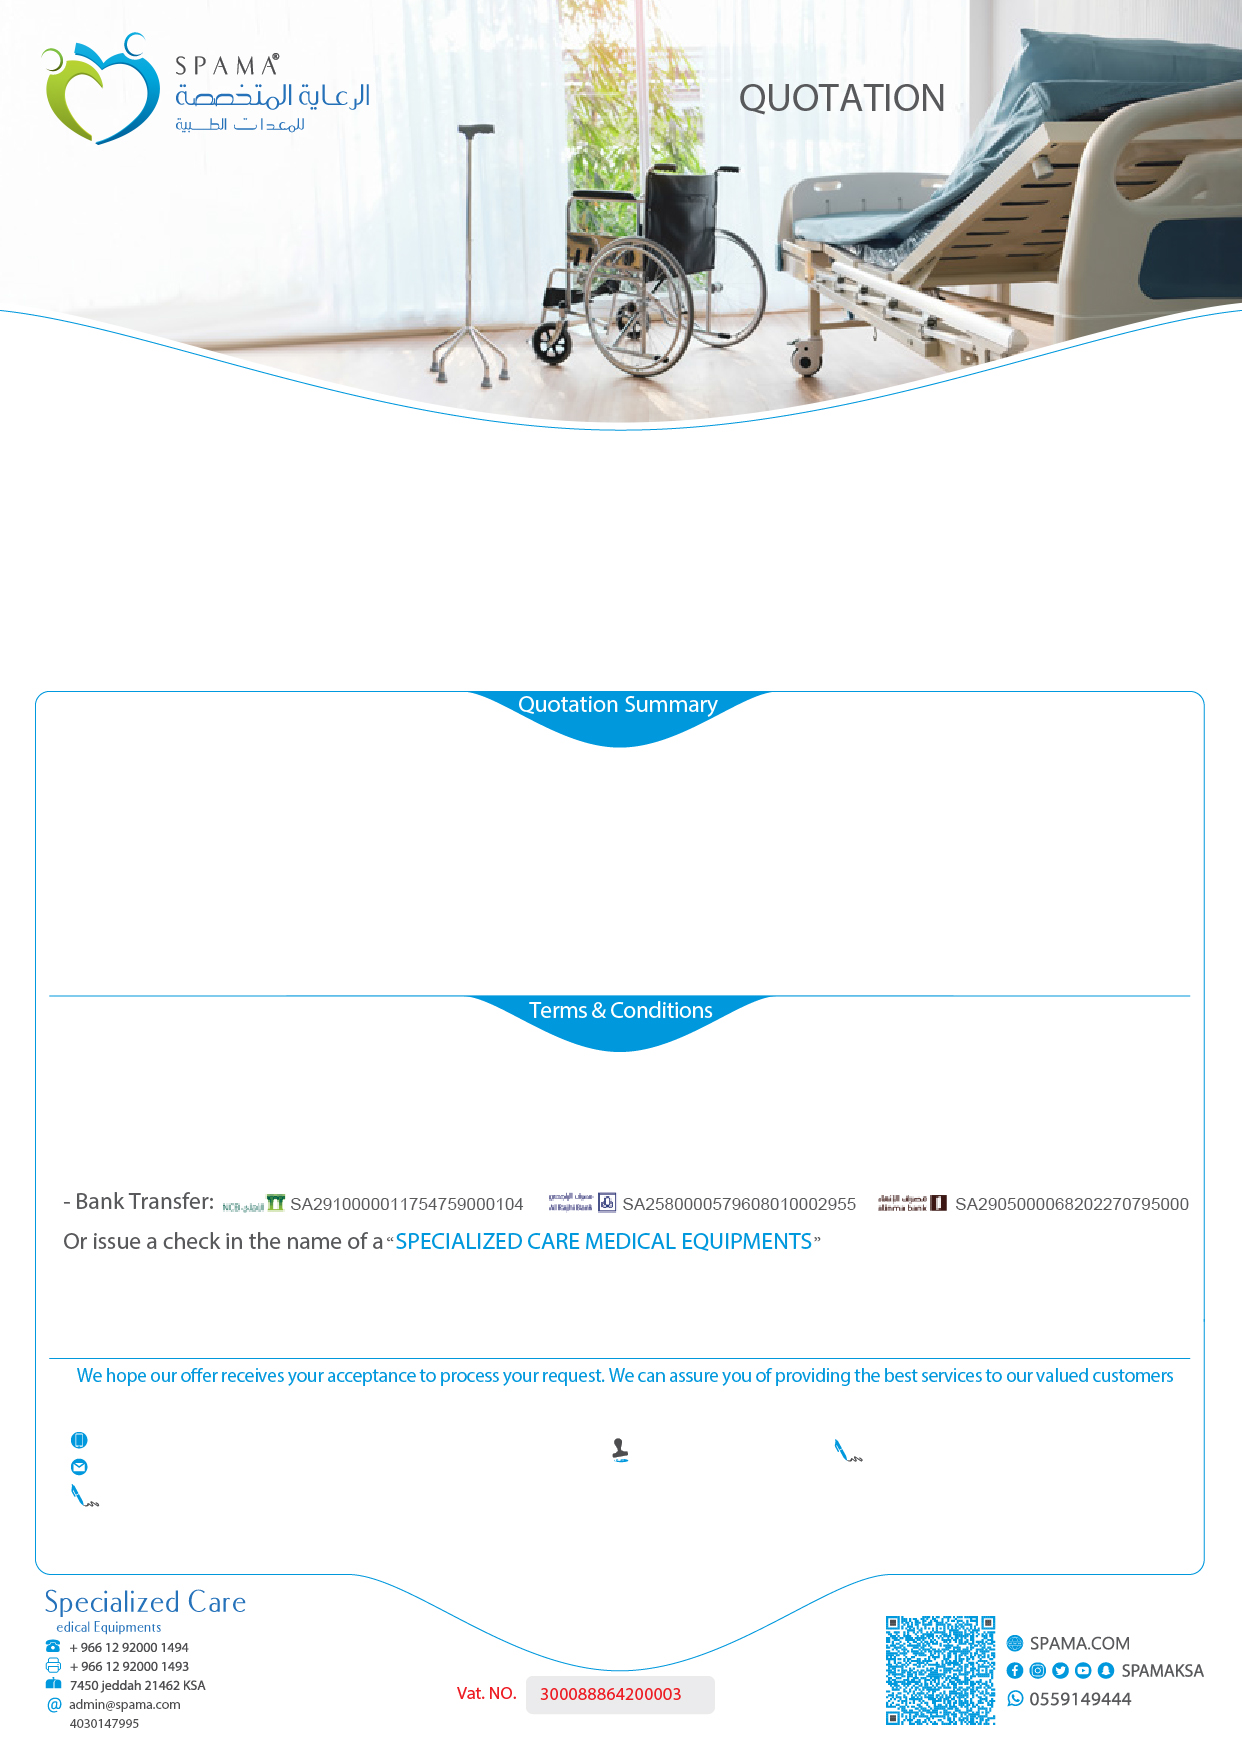 SPAMA®
الرعاية المتخصصة
للمعدات الطبية
QUOTATION
Quotation Summary
Terms & Conditions
- Bank Transfer: NCB الأهلي SA2910000011754759000104 مصرف الراجحي Al Rajhi Bank SA2580000579608010002955 مصرف الإنماء alinma bank SA2905000068202270795000
Or issue a check in the name of a “SPECIALIZED CARE MEDICAL EQUIPMENTS”
We hope our offer receives your acceptance to process your request. We can assure you of providing the best services to our valued customers
Specialized Care
edical Equipments
+ 966 12 92000 1494
+ 966 12 92000 1493
7450 jeddah 21462 KSA
@ admin@spama.com
4030147995
Vat. NO. 300088864200003
SPAMA.COM
SPAMAKSA
0559149444